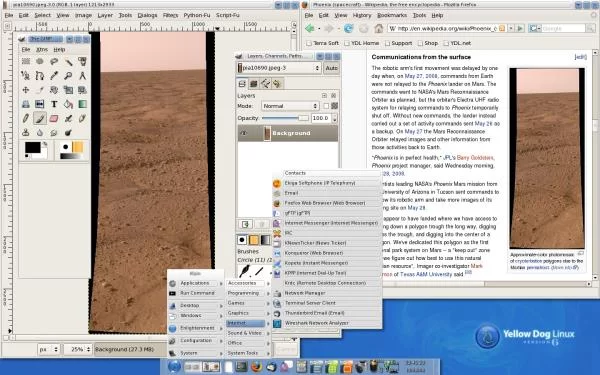 pia10690.jpeg-3.0 (RGB, 1 layer) 1213x2933
File Edit Select View Image Layer Tools Dialogs Filters Python-Fu Script-Fu
File Xtns Help
Layers, Channels, Paths,
pia10690.jpeg-3 Auto
Layers
Mode: Normal
Opacity: 100.0
Background
Brushes
Circle (11)
px 25% Background (27.3 MB)
Phoenix (spacecraft) - Wikipedia, the free encyclopedia - Mozilla Firefox
File Edit View History Bookmarks Tools Help
http://en.wikipedia.org/wiki/Phoenix_(
Google
Terra Soft YDL Home Support Shop YDL.net
Communications from the surface [edit]
The robotic arm's first movement was delayed by one
day when, on May 27, 2008, commands from Earth
were not relayed to the Phoenix lander on Mars. The
commands went to NASA's Mars Reconnaissance
Orbiter as planned, but the orbiter's Electra UHF radio
system for relaying commands to Phoenix temporarily
shut off. Without new commands, the lander instead
carried out a set of activity commands sent May 26 as
a backup. On May 27 the Mars Reconnaissance
Orbiter relayed images and other information from
those activities back to Earth.
"Phoenix is in perfect health," JPL's Barry Goldstein,
Phoenix project manager, said Wednesday morning,
28, 2008.
ntists leading NASA's Phoenix Mars mission from
University of Arizona in Tucson sent commands to
w its robotic arm and take more images of its
ing site on May 28
appear to have landed where we have access to
ng down a polygon trough the long way, digging
the trough, and digging into the center of a
gon. We've dedicated this polygon as the first
onal park system on Mars -- a "keep out" zone
we figure out how best to use this natural
ian resource", Imager co-investigator Mark
mon of Texas A&M University said.
Approximate-color photomosaic
of cryoturbation polygons due to the
Martian permafrost. (More info)
Contacts
Ekiga Softphone (IP Telephony)
Email
Firefox Web Browser (Web Browser)
gFTP (gFTP)
Internet Messenger (Internet Messenger)
IRC
KNewsTicker (News Ticker)
Konqueror (Web Browser)
Kopete (Instant Messenger)
KPPP (Internet Dial-Up Tool)
Krdc (Remote Desktop Connection)
Network Manager
Terminal Server Client
Thunderbird Email (Email)
Wireshark Network Analyzer
Main
Applications
Run Command
Desktop
Windows
Enlightenment
Configuration
System
Accessories
Programming
Games
Graphics
Internet
Sound & Video
Office
System Tools
Yellow Dog Linux
VERSION 6